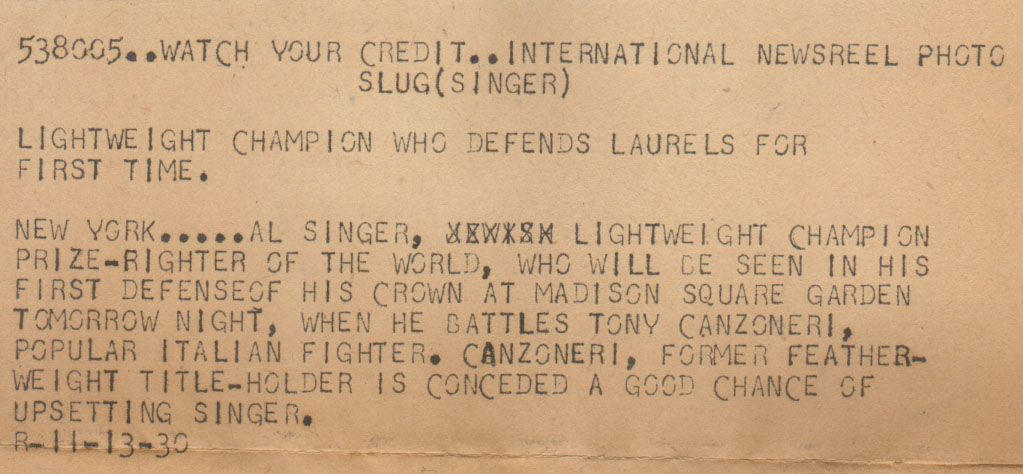 538005..WATCH YOUR CREDIT..INTERNATIONAL NEWSREEL PHOTO
SLUG(SINGER)
LIGHTWEIGHT CHAMPION WHO DEFENDS LAURELS FOR
FIRST TIME.
NEW YORK.....AL SINGER, LIGHTWEIGHT CHAMPION
PRIZE-RIGHTER OF THE WORLD, WHO WILL BE SEEN IN HIS
FIRST DEFENSEOF HIS CROWN AT MADISON SQUARE GARDEN
TOMORROW NIGHT, WHEN HE BATTLES TONY CANZONERI,
POPULAR ITALIAN FIGHTER. CANZONERI, FORMER FEATHER-
WEIGHT TITLE-HOLDER IS CONCEDED A GOOD CHANCE OF
UPSETTING SINGER.
R-11-13-30